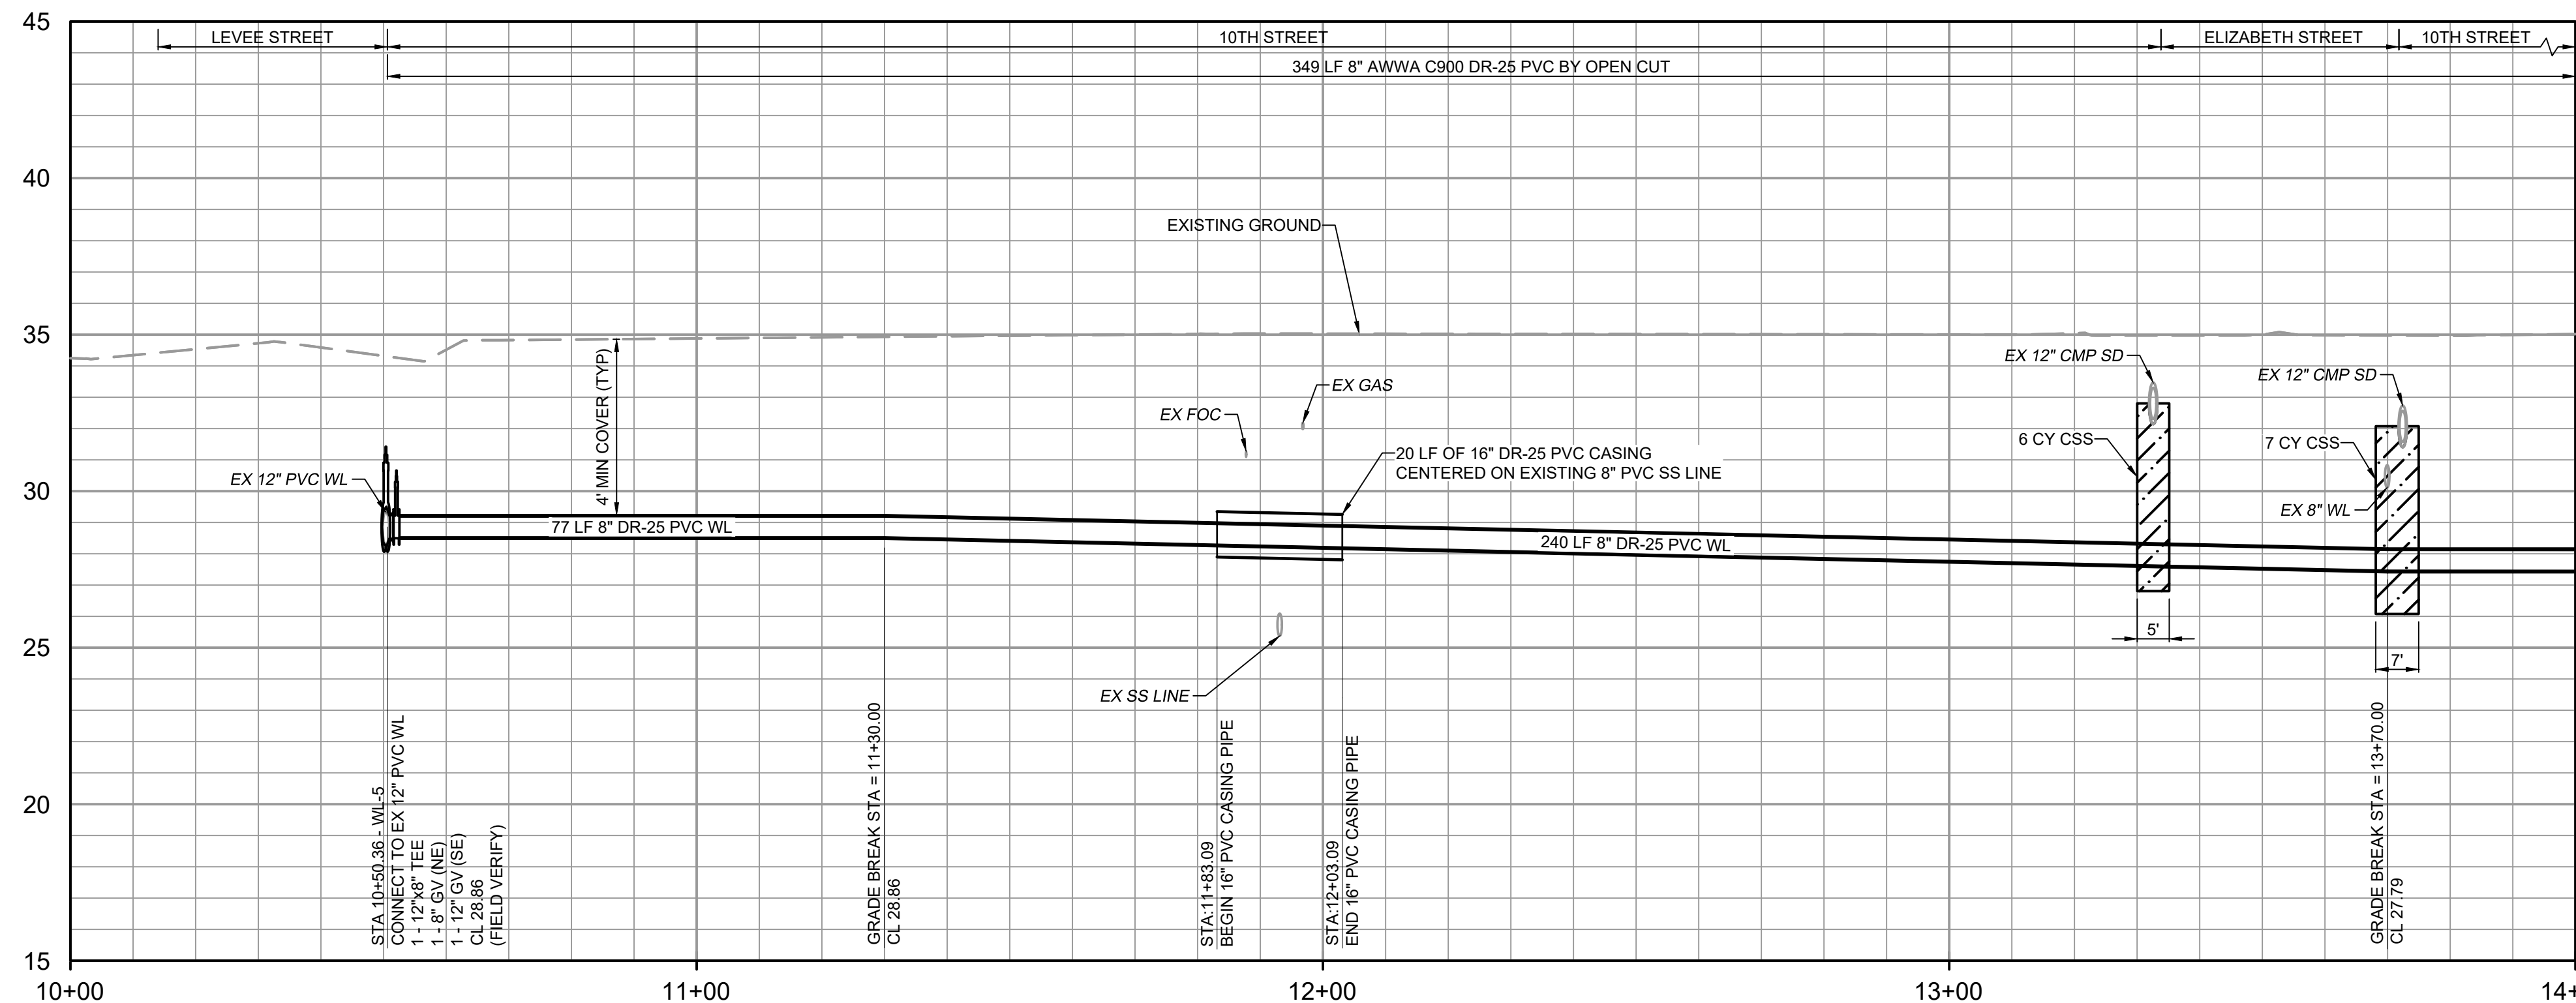 45
LEVEE STREET
10TH STREET
ELIZABETH STREET
10TH STREET
349 LF 8" AWWA C900 DR-25 PVC BY OPEN CUT
40
EXISTING GROUND
35
4' MIN COVER (TYP)
EX GAS
EX FOC
EX 12" CMP SD
EX 12" CMP SD
6 CY CSS
7 CY CSS
20 LF OF 16" DR-25 PVC CASING
CENTERED ON EXISTING 8" PVC SS LINE
EX 12" PVC WL
30
EX 8" WL
77 LF 8" DR-25 PVC WL
240 LF 8" DR-25 PVC WL
25
5'
7'
EX SS LINE
20
STA 10+50.36 - WL-5
CONNECT TO EX 12" PVC WL
1 - 12"x8" TEE
1 - 8" GV (NE)
1 - 12" GV (SE)
CL 28.86
(FIELD VERIFY)
GRADE BREAK STA = 11+30.00
CL 28.86
STA:11+83.09
BEGIN 16" PVC CASING PIPE
STA:12+03.09
END 16" PVC CASING PIPE
GRADE BREAK STA = 13+70.00
CL 27.79
15
10+00
11+00
12+00
13+00
14+